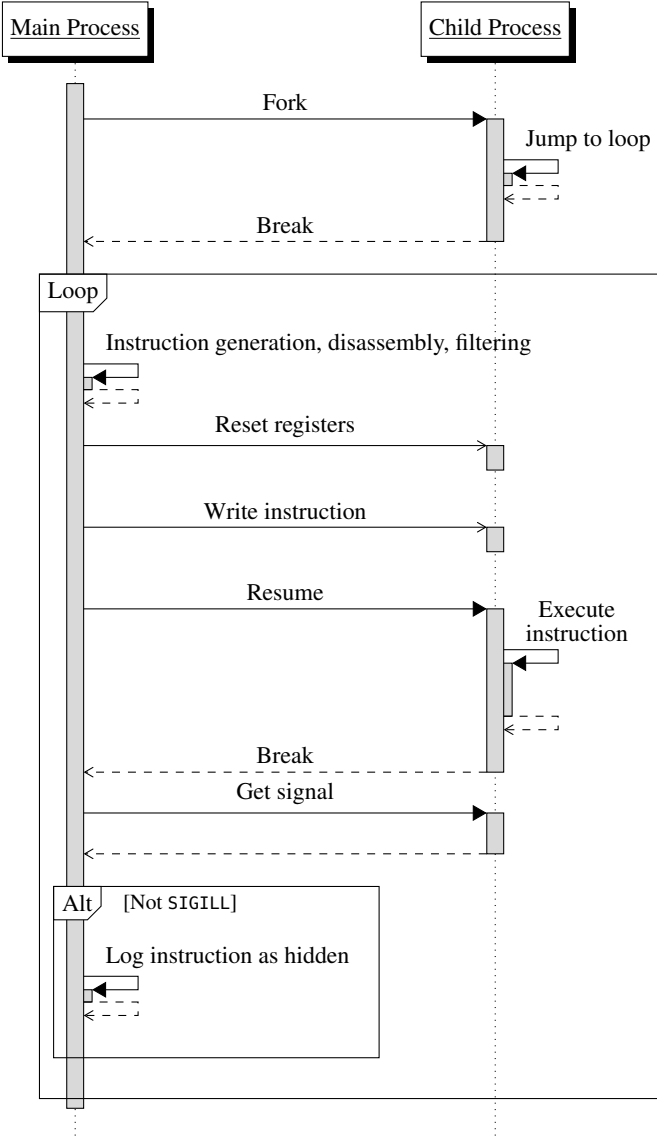 Main Process
Child Process
Fork
Jump to loop
Break
Loop
Instruction generation, disassembly, filtering
Reset registers
Write instruction
Resume
Execute
instruction
Break
Get signal
Alt
[Not SIGILL]
Log instruction as hidden